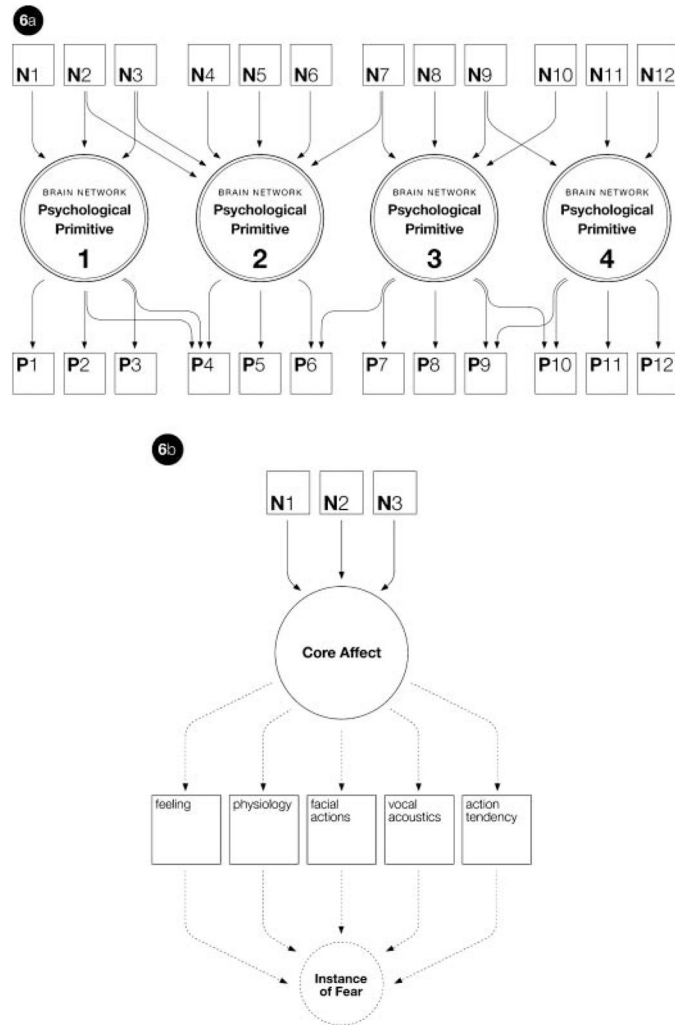 6a
N1 N2 N3 N4 N5 N6 N7 N8 N9 N10 N11 N12
BRAIN NETWORK BRAIN NETWORK BRAIN NETWORK BRAIN NETWORK
Psychological Psychological Psychological Psychological
Primitive Primitive Primitive Primitive
1 2 3 4
P1 P2 P3 P4 P5 P6 P7 P8 P9 P10 P11 P12
6b
N1 N2 N3
Core Affect
feeling physiology facial vocal action
actions acoustics tendency
Instance
of Fear